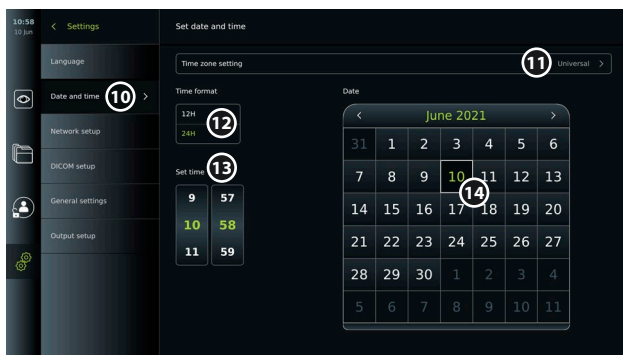 10:58
10 Jun
Settings
Language
Date and time
10
Network setup
DICOM setup
General settings
Output setup
Set date and time
Time zone setting
11
Universal
Time format
12H
24H
12
Set time
13
9 57
10 58
11 59
Date
June 2021
31 1 2 3 4 5 6
7 8 9 10 11 12 13
14
14 15 16 17 18 19 20
21 22 23 24 25 26 27
28 29 30 1 2 3 4
5 6 7 8 9 10 11